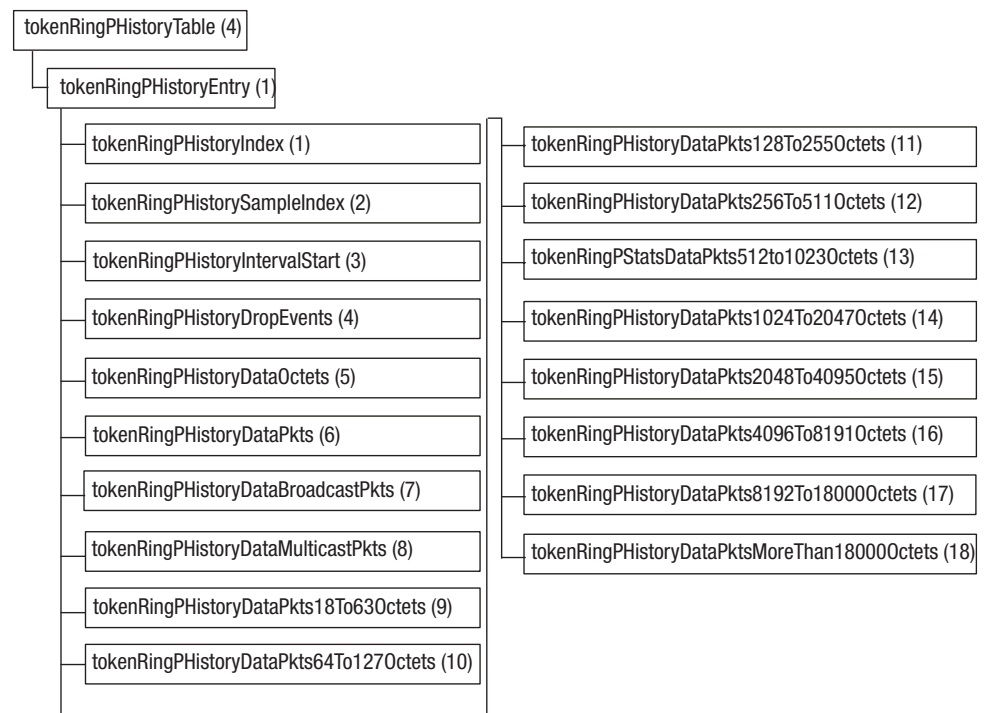 tokenRingPHistoryTable (4)
tokenRingPHistoryEntry (1)
tokenRingPHistoryIndex (1)
tokenRingPHistorySampleIndex (2)
tokenRingPHistoryIntervalStart (3)
tokenRingPHistoryDropEvents (4)
tokenRingPHistoryDataOctets (5)
tokenRingPHistoryDataPkts (6)
tokenRingPHistoryDataBroadcastPkts (7)
tokenRingPHistoryDataMulticastPkts (8)
tokenRingPHistoryDataPkts18To63Octets (9)
tokenRingPHistoryDataPkts64To127Octets (10)
tokenRingPHistoryDataPkts128To255Octets (11)
tokenRingPHistoryDataPkts256To511Octets (12)
tokenRingPStatsDataPkts512to1023Octets (13)
tokenRingPHistoryDataPkts1024To2047Octets (14)
tokenRingPHistoryDataPkts2048To4095Octets (15)
tokenRingPHistoryDataPkts4096To8191Octets (16)
tokenRingPHistoryDataPkts8192To18000Octets (17)
tokenRingPHistoryDataPktsMoreThan18000Octets (18)